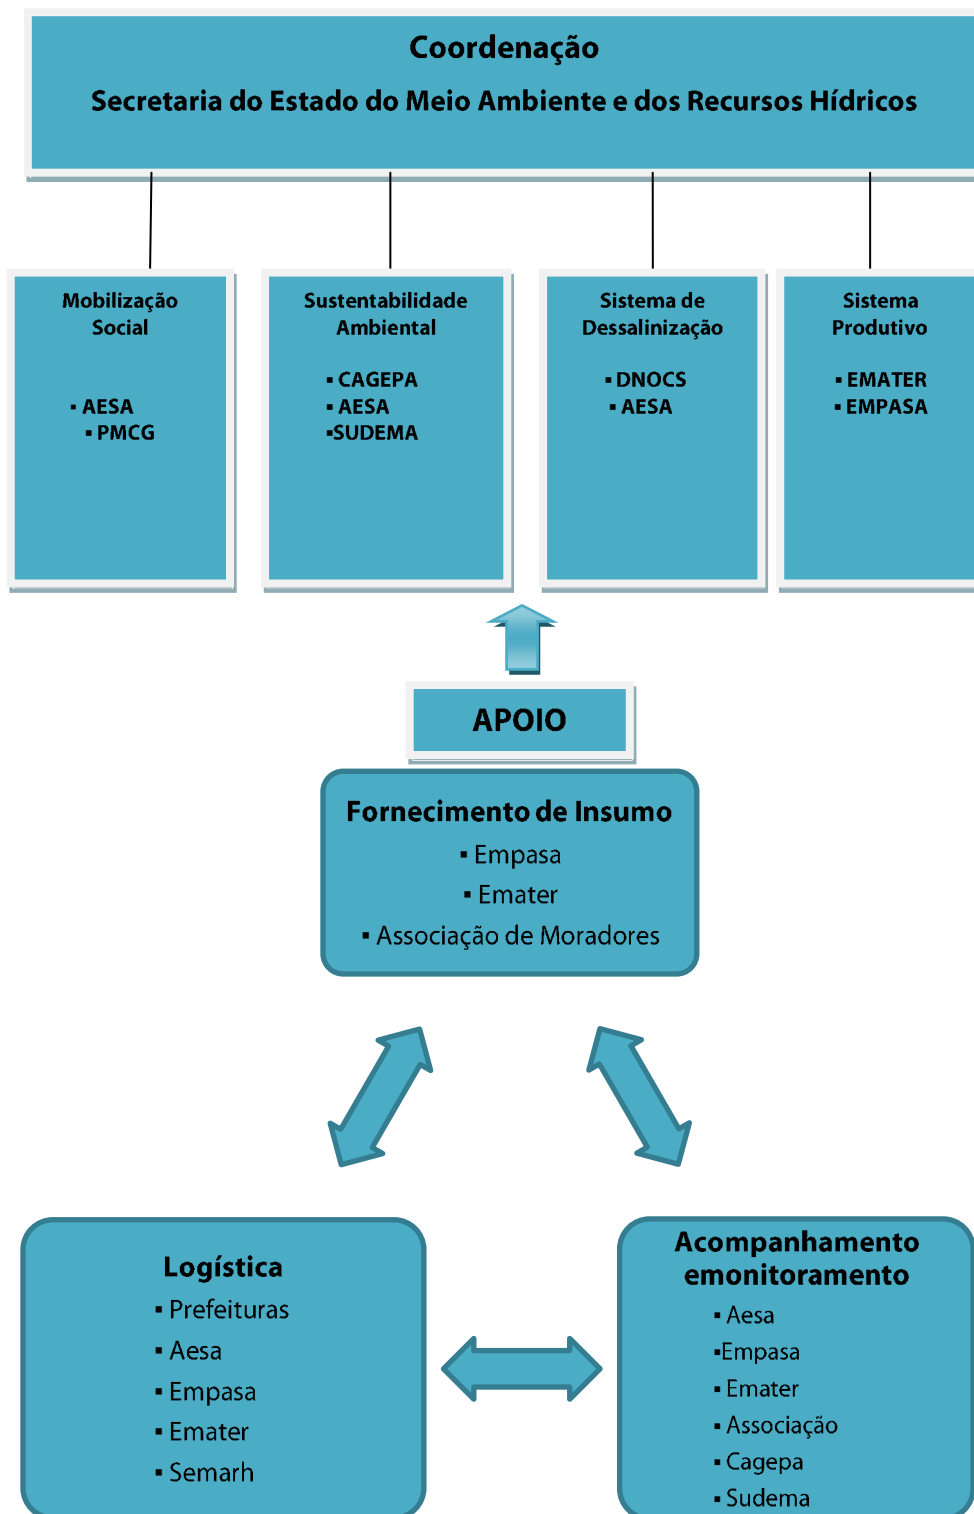 Coordenação
Secretaria do Estado do Meio Ambiente e dos Recursos Hídricos
Mobilização
Social
▪ AESA
▪ PMCG
Sustentabilidade
Ambiental
▪ CAGEPA
▪ AESA
▪SUDEMA
Sistema de
Dessalinização
▪ DNOCS
▪ AESA
Sistema
Produtivo
▪ EMATER
▪ EMPASA
APOIO
Fornecimento de Insumo
▪ Empasa
▪ Emater
▪ Associação de Moradores
Logística
▪ Prefeituras
▪ Aesa
▪ Empasa
▪ Emater
▪ Semarh
Acompanhamento
emonitoramento
▪ Aesa
▪Empasa
▪ Emater
▪ Associação
▪ Cagepa
▪ Sudema